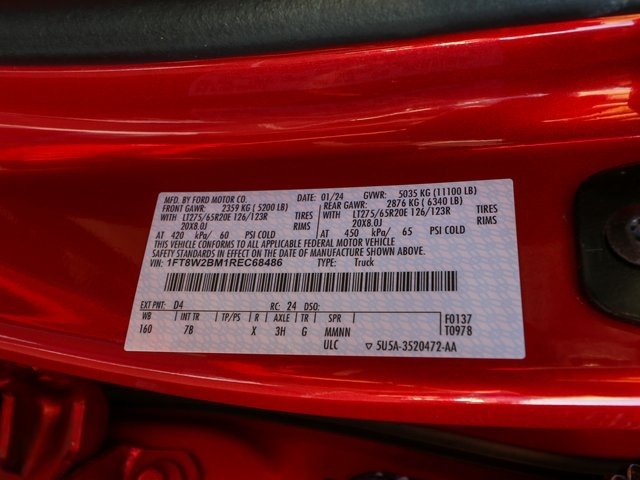 MFD. BY FORD MOTOR CO. DATE: 01/24 GVWR: 5035 KG (11100 LB)
FRONT GAWR: 2359 KG (5200 LB) REAR GAWR: 2876 KG (6340 LB)
WITH LT275/65R20E 126/123R TIRES WITH LT275/65R20E 126/123R TIRES
20X8.0J RIMS 20X8.0J RIMS
AT 420 kPa/ 60 PSI COLD AT 450 kPa/ 65 PSI COLD
THIS VEHICLE CONFORMS TO ALL APPLICABLE FEDERAL MOTOR VEHICLE
SAFETY STANDARDS IN EFFECT ON THE DATE OF MANUFACTURE SHOWN ABOVE.
VIN: 1FT8W2BM1REC68486 TYPE: Truck
EXT PNT: D4 RC: 24 DSO:
WB INT TR TP/PS R AXLE TR SPR F0137
160 7B X 3H G MMNN T0978
ULC ▽ 5U5A-3520472-AA